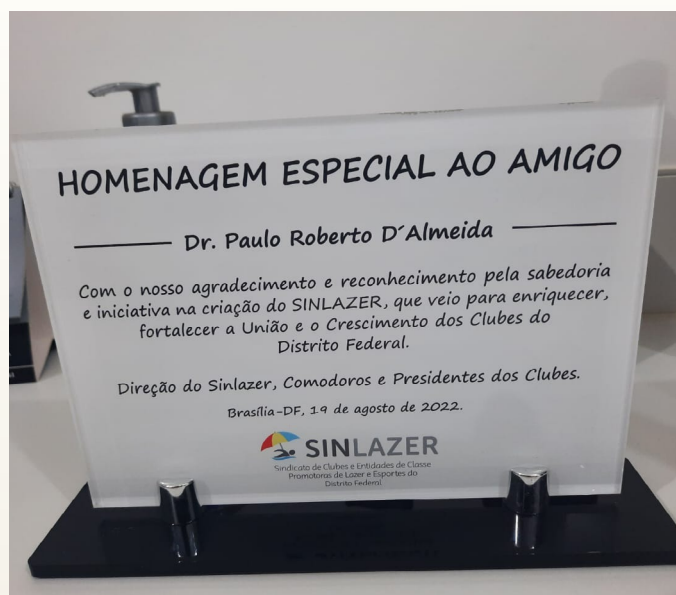 HOMENAGEM ESPECIAL AO AMIGO
Dr. Paulo Roberto D´Almeida
Com o nosso agradecimento e reconhecimento pela sabedoria
e iniciativa na criação do SINLAZER, que veio para enriquecer,
fortalecer a União e o Crescimento dos Clubes do
Distrito Federal.
Direção do Sinlazer, Comodoros e Presidentes dos Clubes.
Brasília-DF, 19 de agosto de 2022.
SINLAZER
Sindicato de Clubes e Entidades de Classe
Promotoras de Lazer e Esportes do
Distrito Federal